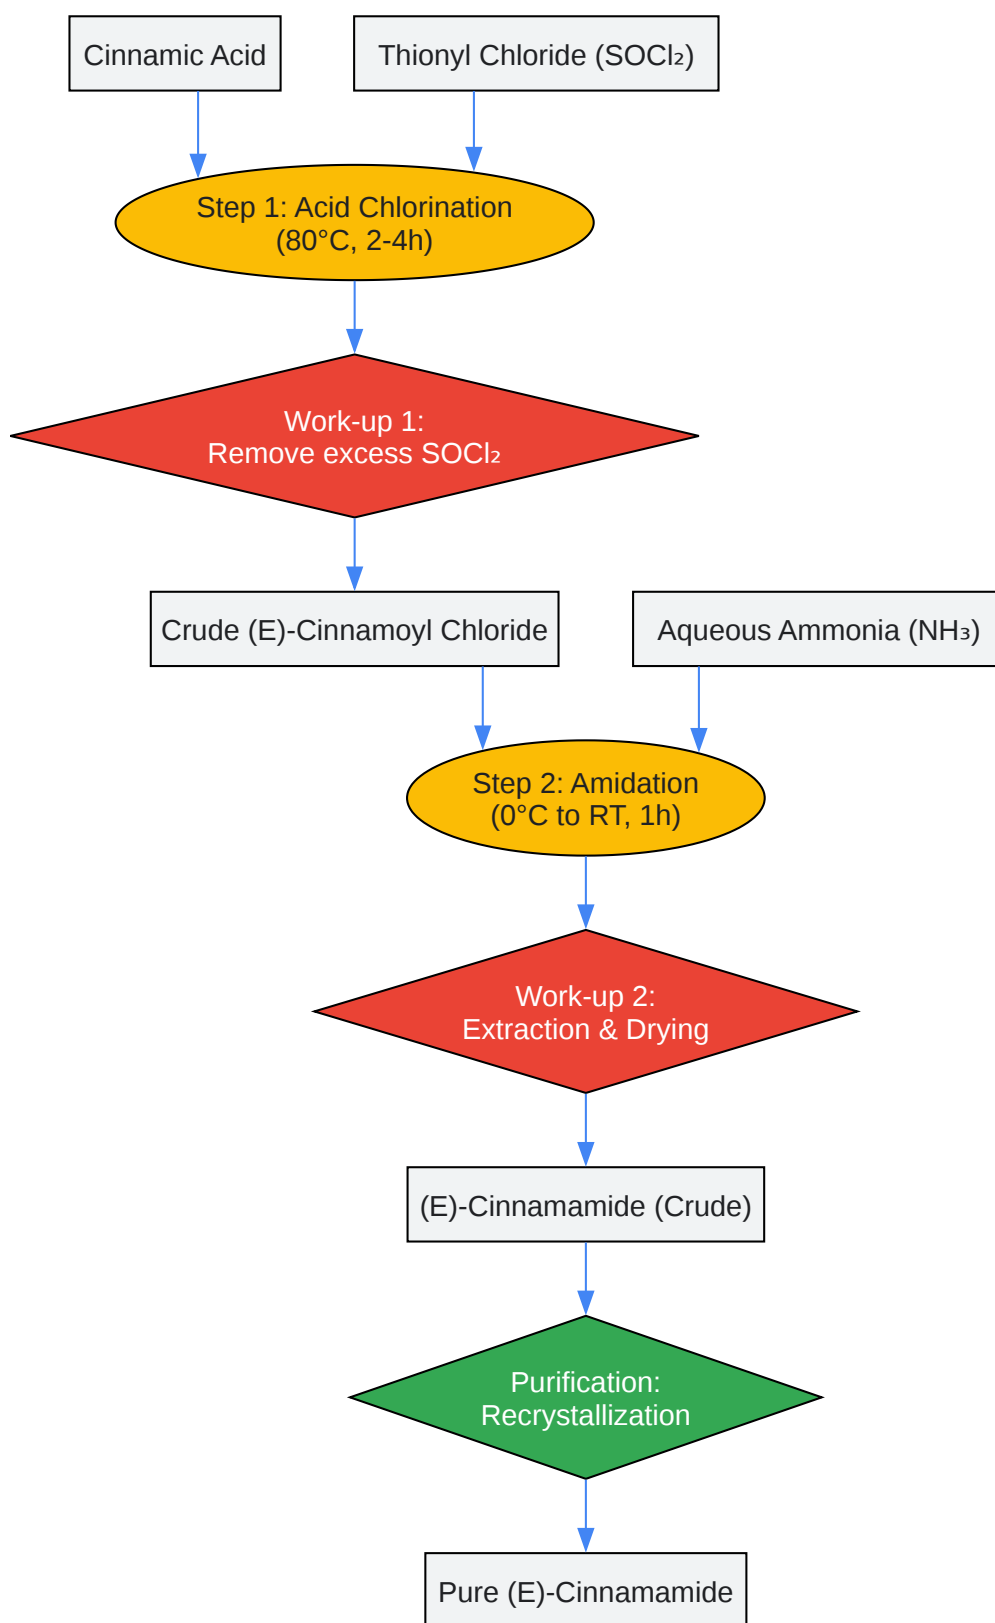 Cinnamic Acid
Thionyl Chloride (SOCl₂)
Step 1: Acid Chlorination
(80°C, 2-4h)
Work-up 1:
Remove excess SOCl₂
Crude (E)-Cinnamoyl Chloride
Aqueous Ammonia (NH₃)
Step 2: Amidation
(0°C to RT, 1h)
Work-up 2:
Extraction & Drying
(E)-Cinnamamide (Crude)
Purification:
Recrystallization
Pure (E)-Cinnamamide